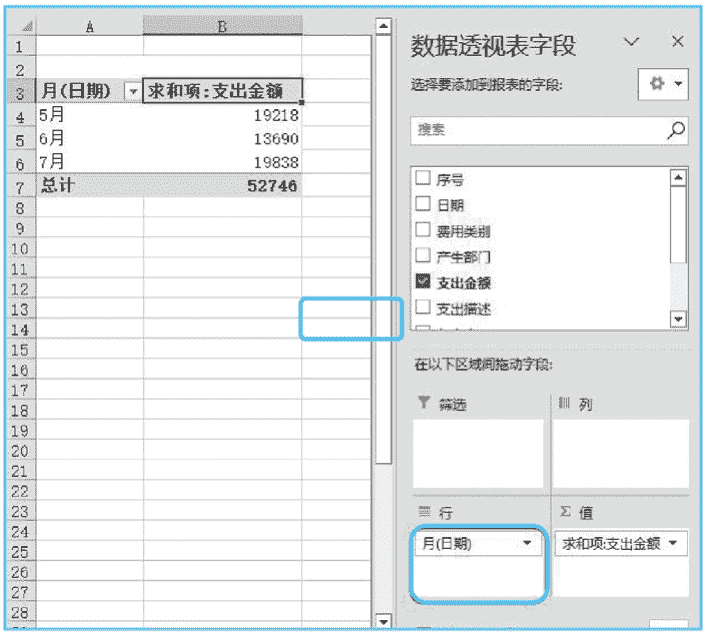 A B
1
2
3 月(日期) 求和项:支出金额
4 5月 19218
5 6月 13690
6 7月 19838
7 总计 52746
8
9
10
11
12
13
14
15
16
17
18
19
20
21
22
23
24
25
26
27
28
数据透视表字段
选择要添加到报表的字段:
搜索
序号
日期
费用类别
产生部门
支出金额
支出描述
在以下区域间拖动字段:
筛选 列
行 Σ 值
月(日期) 求和项:支出金额